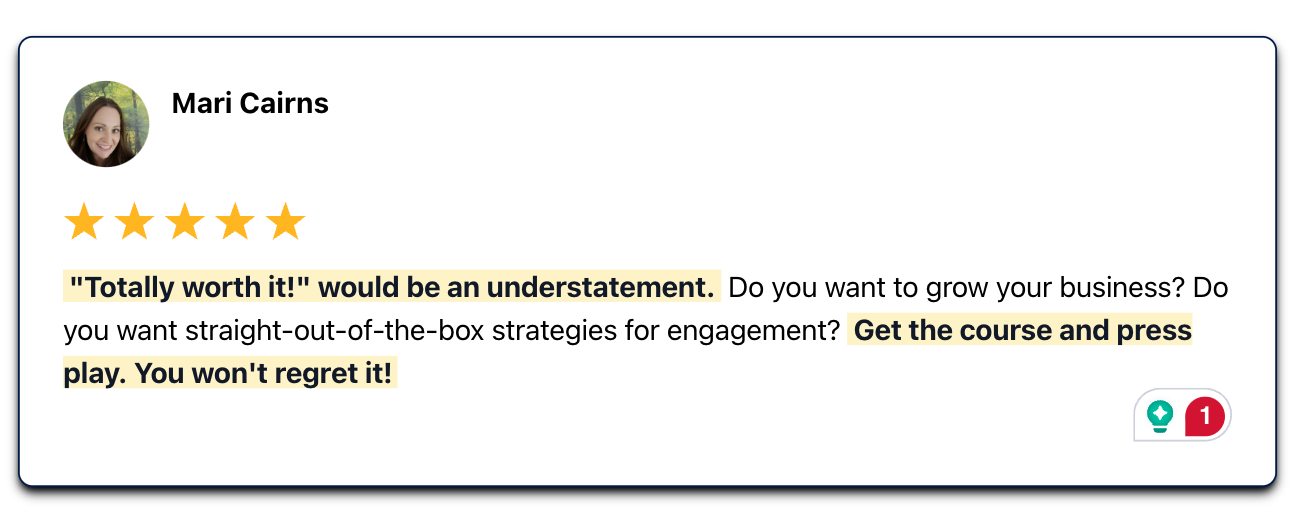 Mari Cairns
"Totally worth it!" would be an understatement. Do you want to grow your business? Do
you want straight-out-of-the-box strategies for engagement? Get the course and press
play. You won't regret it!
1